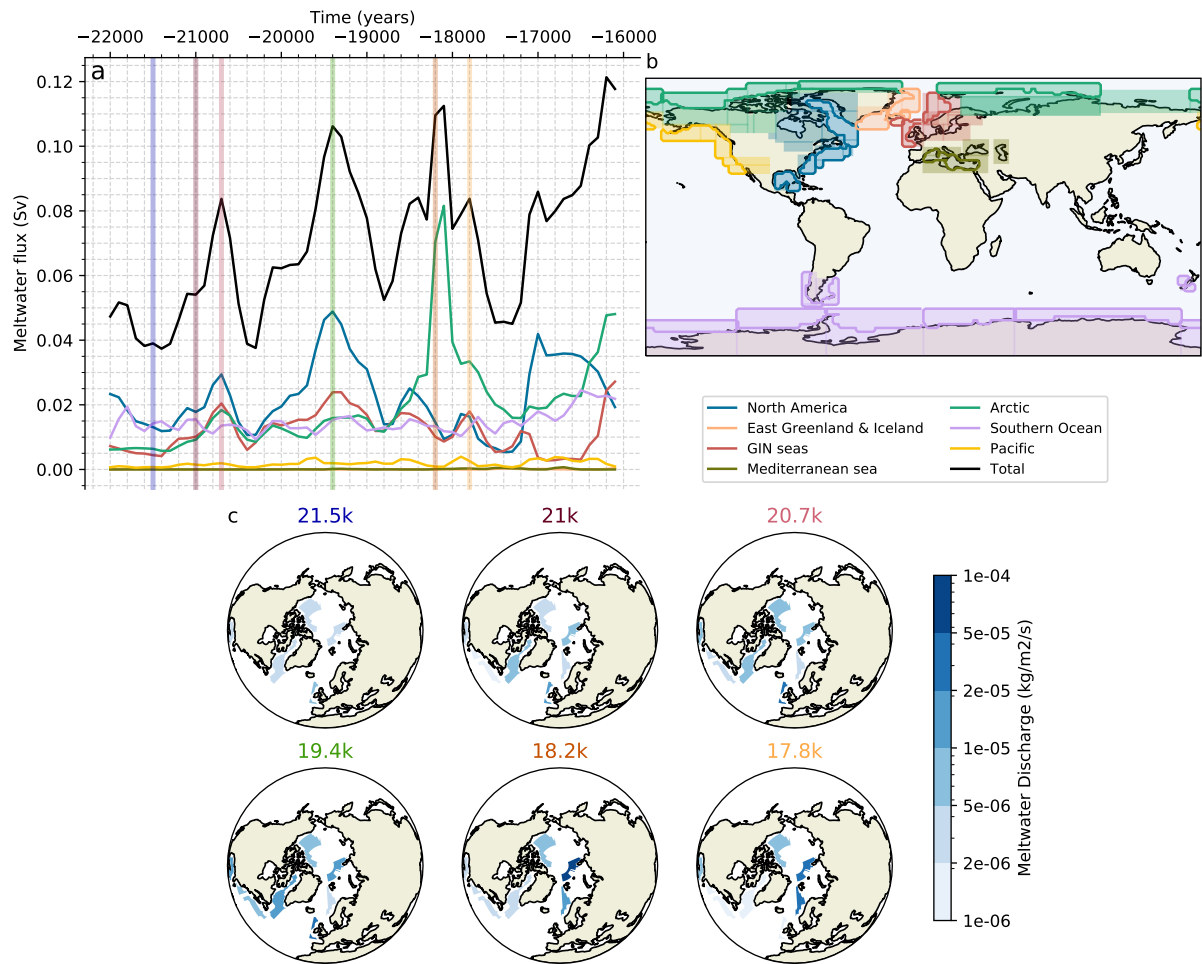 Time (years)
−22000 −21000 −20000 −19000 −18000 −17000 −16000
a
b
0.12
0.10
0.08
0.06
0.04
0.02
0.00
Meltwater flux (Sv)
North America
East Greenland & Iceland
GIN seas
Mediterranean sea
Arctic
Southern Ocean
Pacific
Total
c
21.5k 21k 20.7k
19.4k 18.2k 17.8k
1e-04
5e-05
2e-05
1e-05
5e-06
2e-06
1e-06
Meltwater Discharge (kg/m2/s)